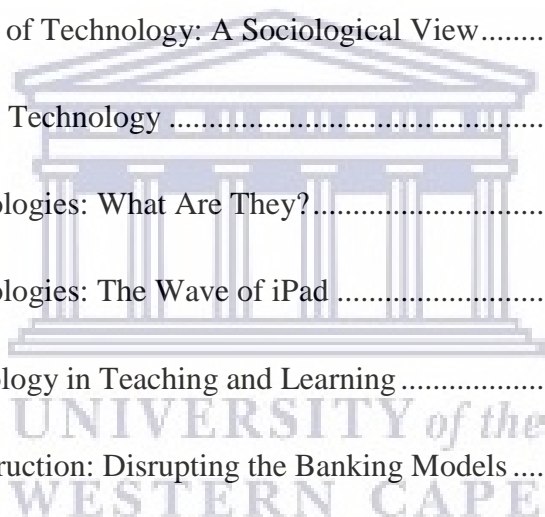 of Technology: A Sociological View........
Technology ............................................
ologies: What Are They?...........................
ologies: The Wave of iPad ........................
ology in Teaching and Learning .................
UNIVERSITY of the
ruction: Disrupting the Banking Models ....
WESTERN CAPE